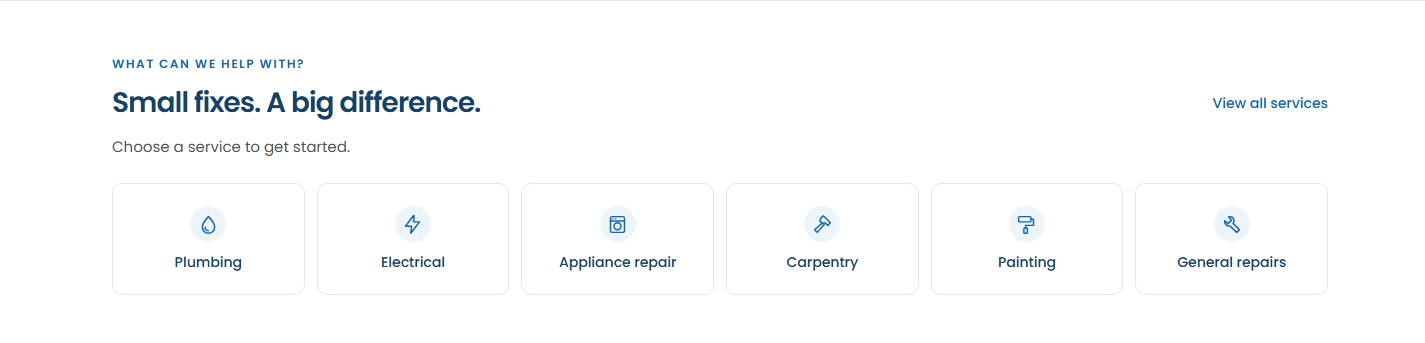 WHAT CAN WE HELP WITH?
Small fixes. A big difference.
View all services
Choose a service to get started.
Plumbing
Electrical
Appliance repair
Carpentry
Painting
General repairs